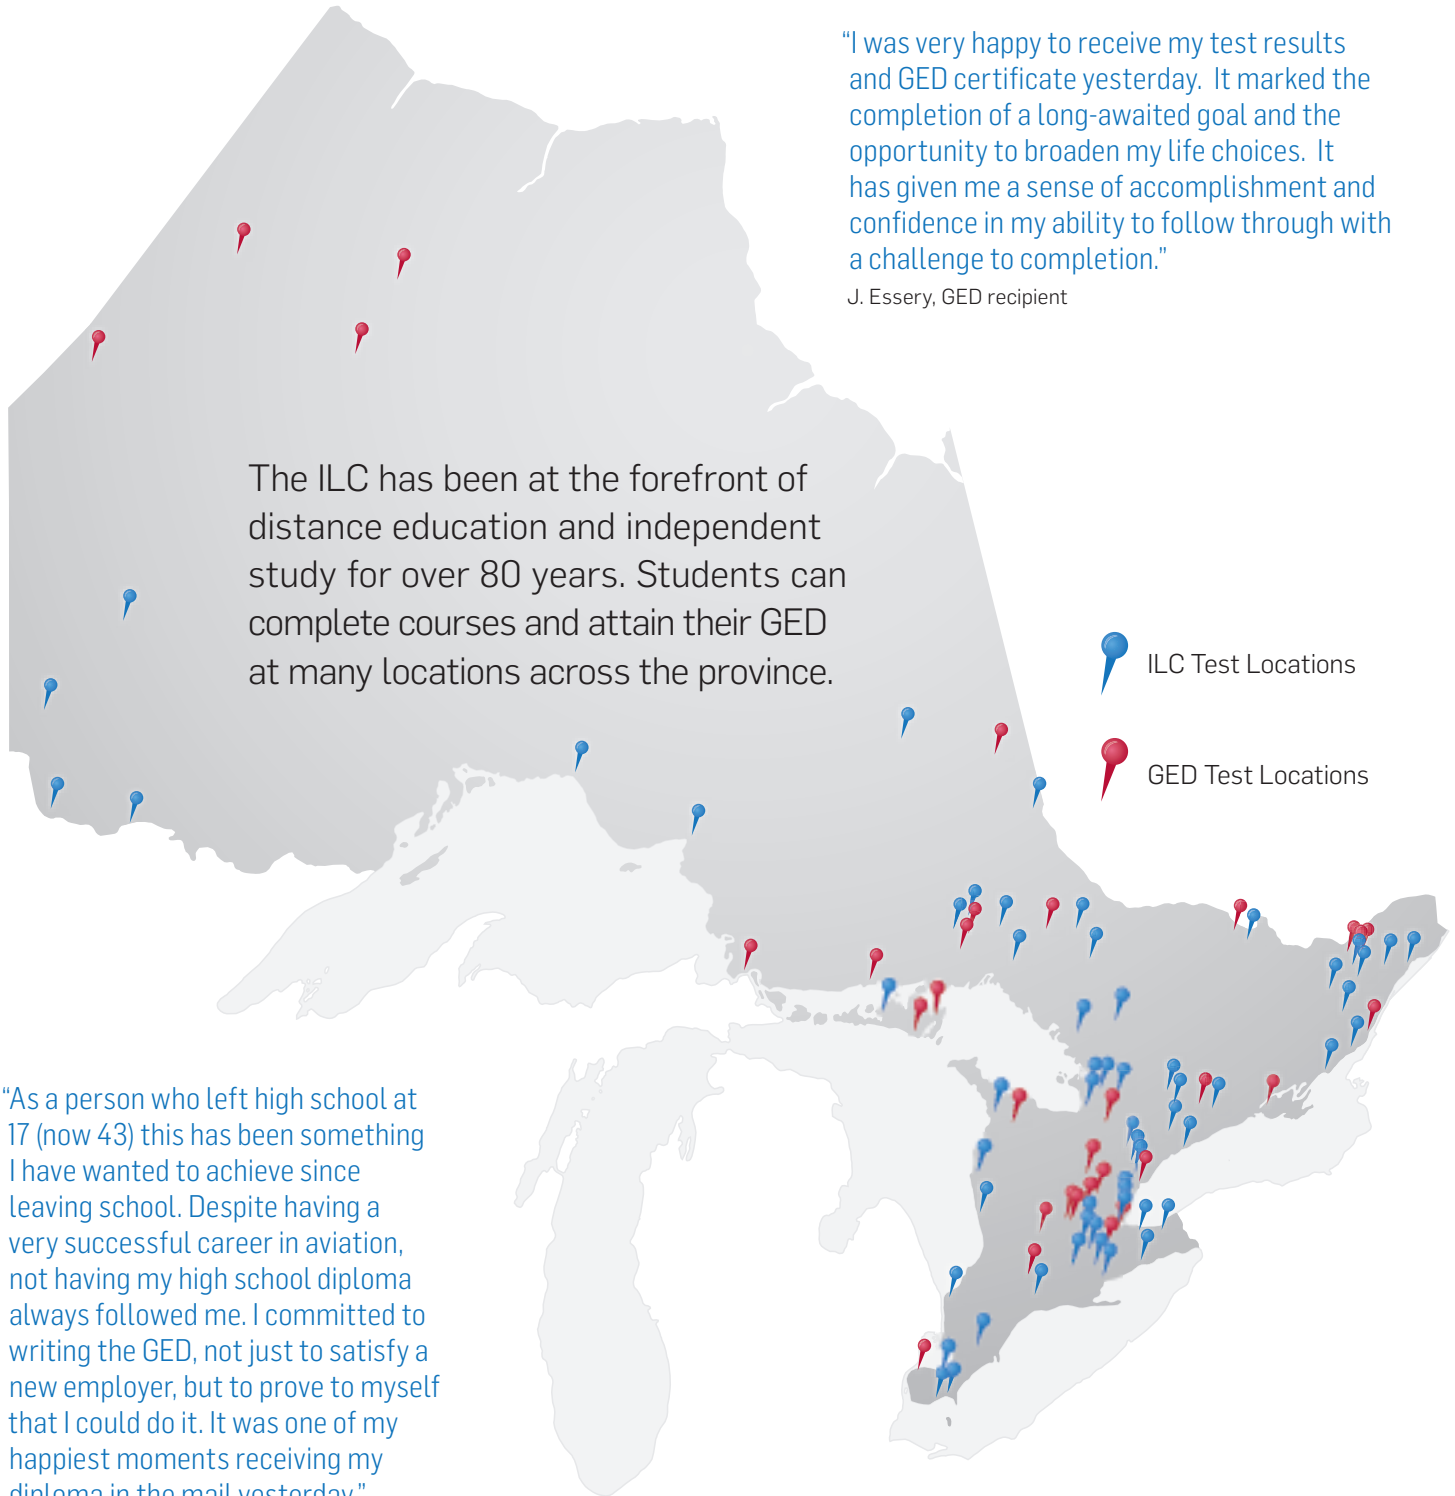 “I was very happy to receive my test results
and GED certificate yesterday. It marked the
completion of a long-awaited goal and the
opportunity to broaden my life choices. It
has given me a sense of accomplishment and
confidence in my ability to follow through with
a challenge to completion.”
J. Essery, GED recipient
The ILC has been at the forefront of
distance education and independent
study for over 80 years. Students can
complete courses and attain their GED
at many locations across the province.
ILC Test Locations
GED Test Locations
“As a person who left high school at
17 (now 43) this has been something
I have wanted to achieve since
leaving school. Despite having a
very successful career in aviation,
not having my high school diploma
always followed me. I committed to
writing the GED, not just to satisfy a
new employer, but to prove to myself
that I could do it. It was one of my
happiest moments receiving my
diploma in the mail yesterday.”